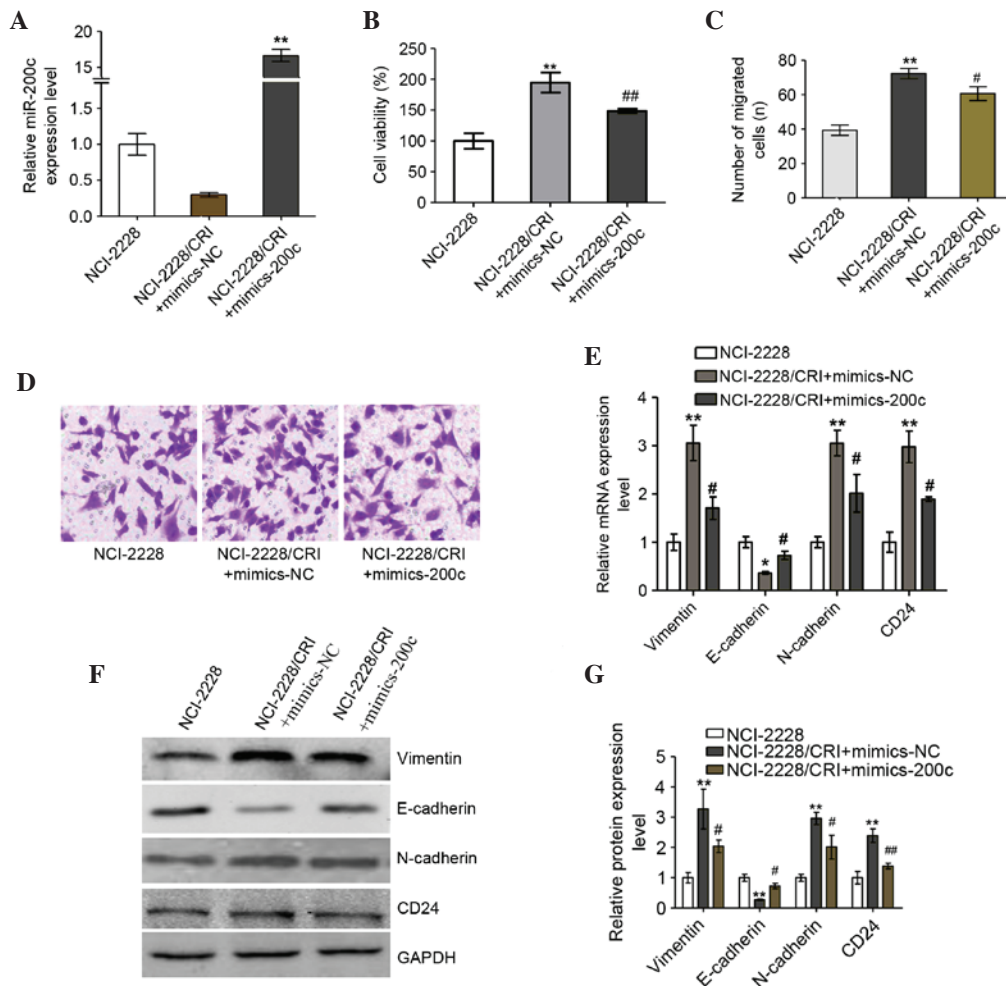 A
Relative miR-200c
expression level
20
15
10
5
1.5
1.0
0.5
0.0
**
NCI-2228
NCI-2228/CRI
+mimics-NC
NCI-2228/CRI
+mimics-200c
B
Cell viability (%)
250
200
150
100
50
0
**
##
NCI-2228
NCI-2228/CRI
+mimics-NC
NCI-2228/CRI
+mimics-200c
C
Number of migrated
cells (n)
80
60
40
20
0
**
#
NCI-2228
NCI-2228/CRI
+mimics-NC
NCI-2228/CRI
+mimics-200c
D
NCI-2228
NCI-2228/CRI
+mimics-NC
NCI-2228/CRI
+mimics-200c
E
NCI-2228
NCI-2228/CRI+mimics-NC
NCI-2228/CRI+mimics-200c
Relative mRNA expression
level
4
3
2
1
0
**
#
*
#
**
#
**
#
Vimentin
E-cadherin
N-cadherin
CD24
F
NCI-2228
NCI-2228/CRI
+mimics-NC
NCI-2228/CRI
+mimics-200c
Vimentin
E-cadherin
N-cadherin
CD24
GAPDH
G
NCI-2228
NCI-2228/CRI+mimics-NC
NCI-2228/CRI+mimics-200c
Relative protein expression
level
5
4
3
2
1
0
**
#
**
#
**
#
**
##
Vimentin
E-cadherin
N-cadherin
CD24